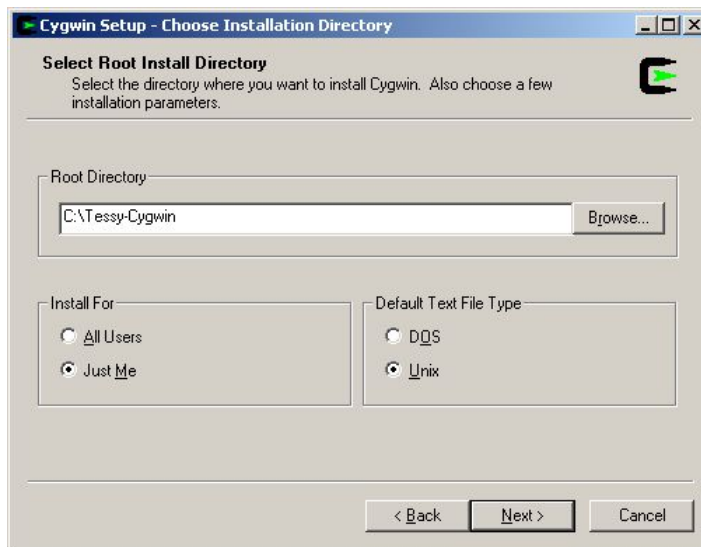 Cygwin Setup - Choose Installation Directory
Select Root Install Directory
Select the directory where you want to install Cygwin. Also choose a few
installation parameters.
Root Directory
C:\Tessy-Cygwin
Browse...
Install For
All Users
Just Me
Default Text File Type
DOS
Unix
< Back
Next >
Cancel